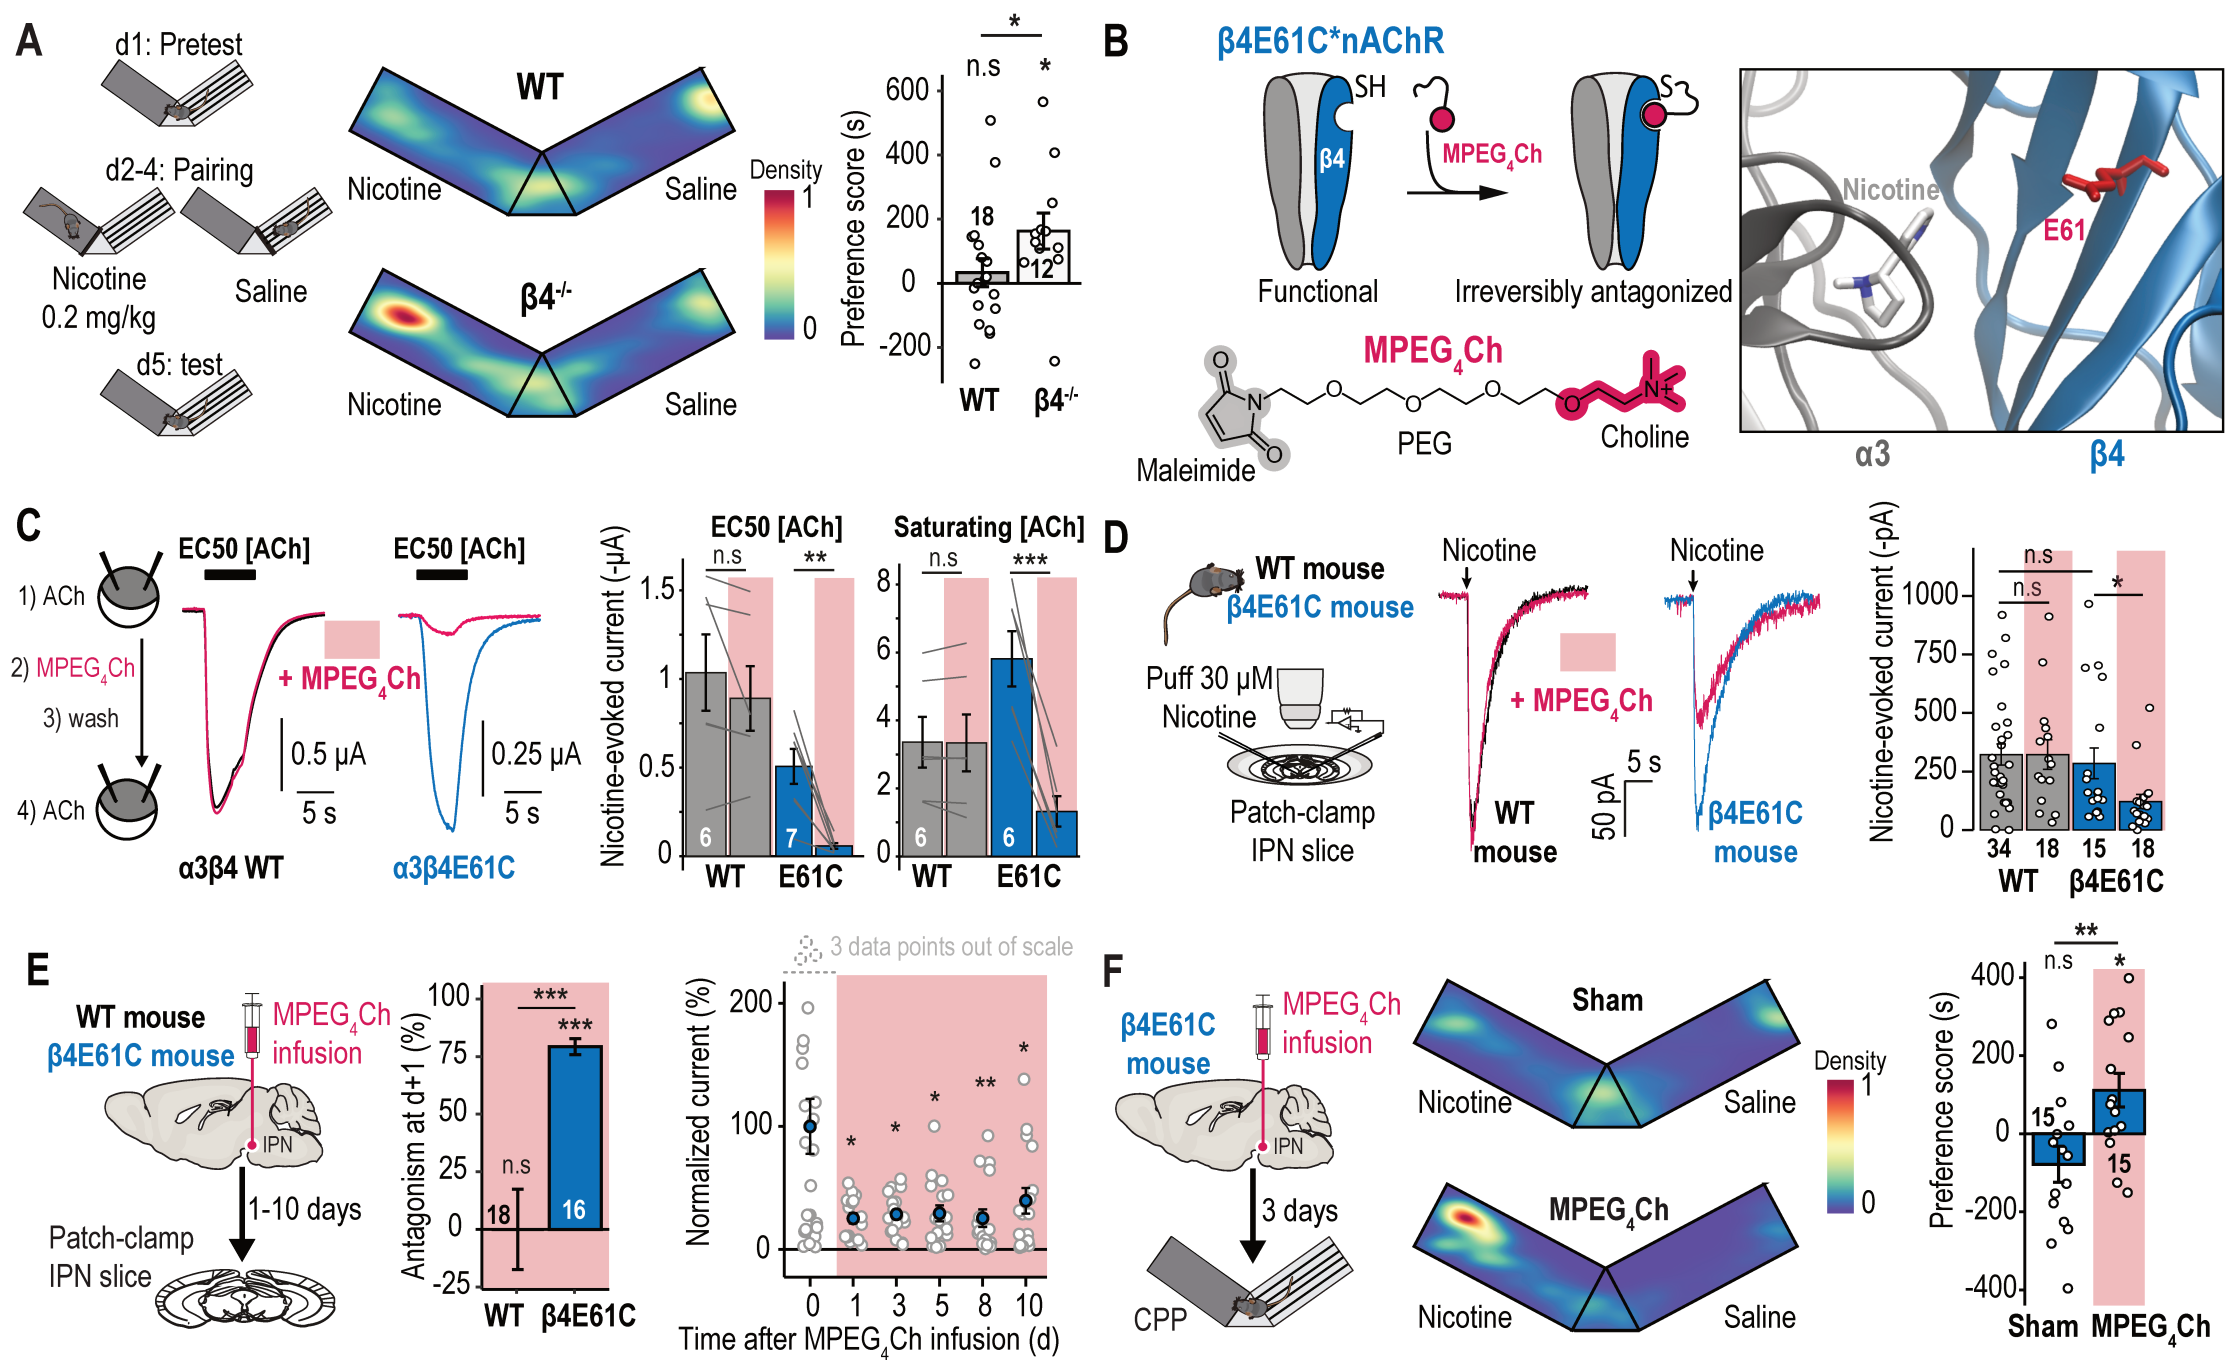 A
d1: Pretest
d2-4: Pairing
Nicotine
0.2 mg/kg
Saline
d5: test
WT
Nicotine
Saline
β4-/-
Nicotine
Saline
Density
1
0
Preference score (s)
600
400
200
0
-200
*
n.s
*
18
12
WT
β4-/-
B
β4E61C*nAChR
SH
β4
MPEG4Ch
S
Functional
Irreversibly antagonized
MPEG4Ch
O
N
O
O
O
O
O
N+
Maleimide
PEG
Choline
Nicotine
E61
α3
β4
C
1) ACh
2) MPEG4Ch
3) wash
4) ACh
EC50 [ACh]
EC50 [ACh]
+ MPEG4Ch
0.5 µA
5 s
0.25 µA
5 s
α3β4 WT
α3β4E61C
Nicotine-evoked current (-µA)
EC50 [ACh]
n.s
**
1.5
1
0.5
0
6
7
WT
E61C
Saturating [ACh]
n.s
***
8
6
4
2
0
6
6
WT
E61C
D
WT mouse
β4E61C mouse
Puff 30 µM
Nicotine
Patch-clamp
IPN slice
Nicotine
Nicotine
+ MPEG4Ch
5 s
50 pA
WT
mouse
β4E61C
mouse
Nicotine-evoked current (-pA)
n.s
n.s
*
1000
750
500
250
0
34
18
15
18
WT
β4E61C
E
WT mouse
β4E61C mouse
MPEG4Ch
infusion
IPN
1-10 days
Patch-clamp
IPN slice
Antagonism at d+1 (%)
100
75
50
25
0
-25
***
***
n.s
18
16
WT
β4E61C
3 data points out of scale
Normalized current (%)
200
100
0
*
*
*
**
*
0
1
3
5
8
10
Time after MPEG4Ch infusion (d)
F
β4E61C
mouse
MPEG4Ch
infusion
IPN
3 days
CPP
Sham
Nicotine
Saline
MPEG4Ch
Nicotine
Saline
Density
1
0
Preference score (s)
400
200
0
-200
-400
**
n.s
*
15
15
Sham
MPEG4Ch